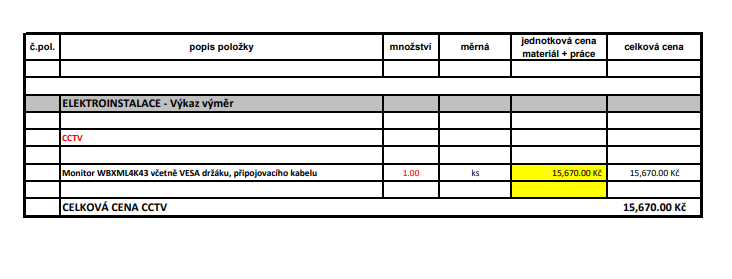 č.pol. popis položky množství měrná jednotková cena materiál + práce celková cena
ELEKTROINSTALACE - Výkaz výměr
CCTV
Monitor WBXML4K43 včetně VESA držáku, připojovacího kabelu 1.00 ks 15,670.00 Kč 15,670.00 Kč
CELKOVÁ CENA CCTV 15,670.00 Kč